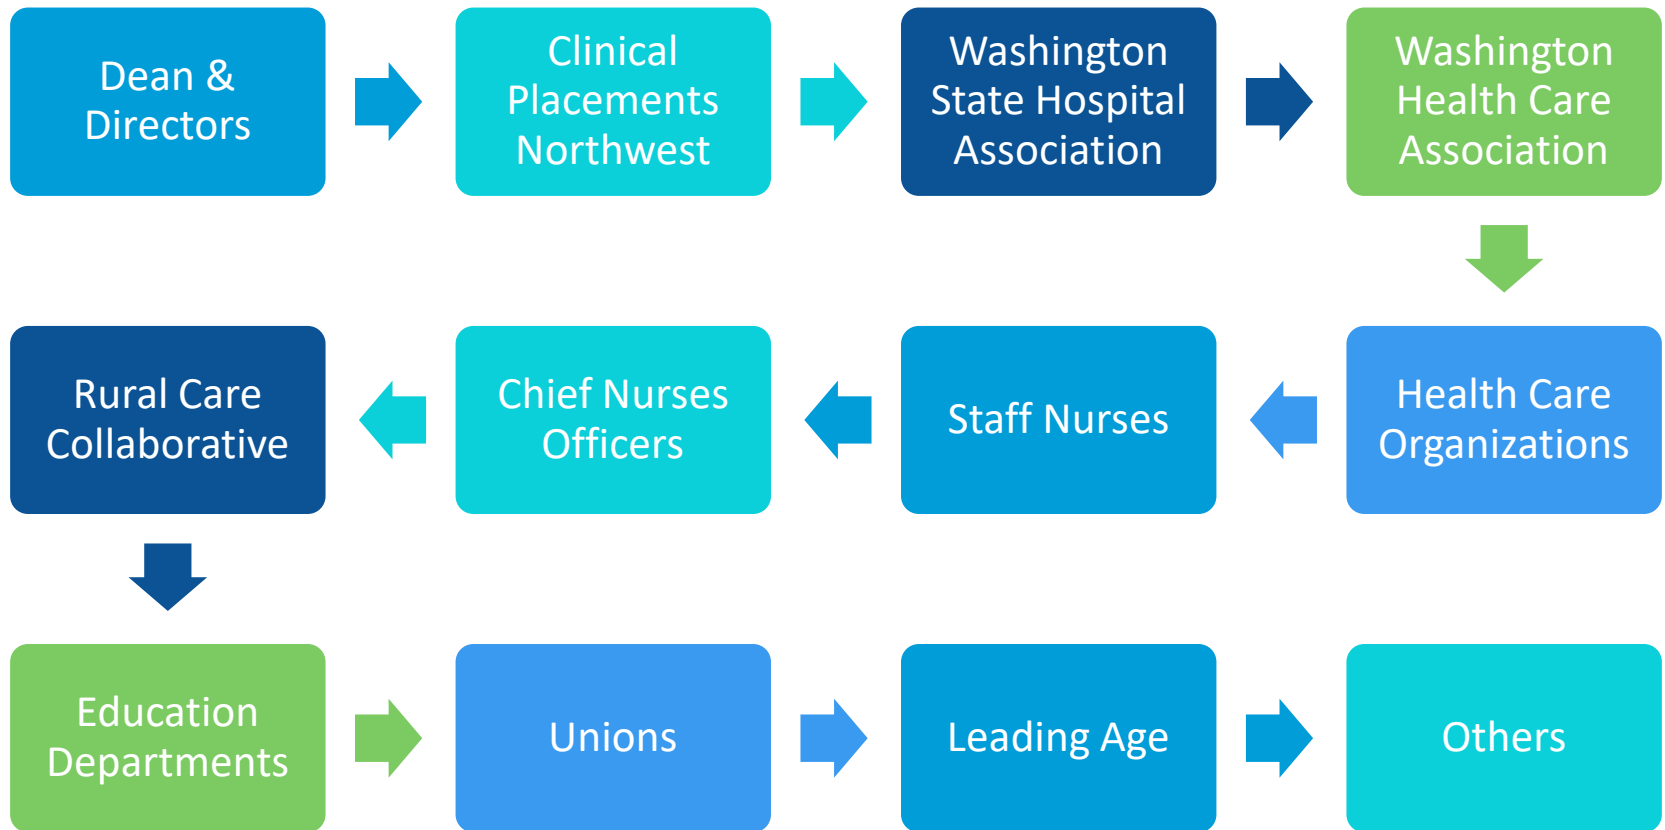 Dean &
Directors
Clinical
Placements
Northwest
Washington
State Hospital
Association
Washington
Health Care
Association
Health Care
Organizations
Staff Nurses
Chief Nurses
Officers
Rural Care
Collaborative
Education
Departments
Unions
Leading Age
Others